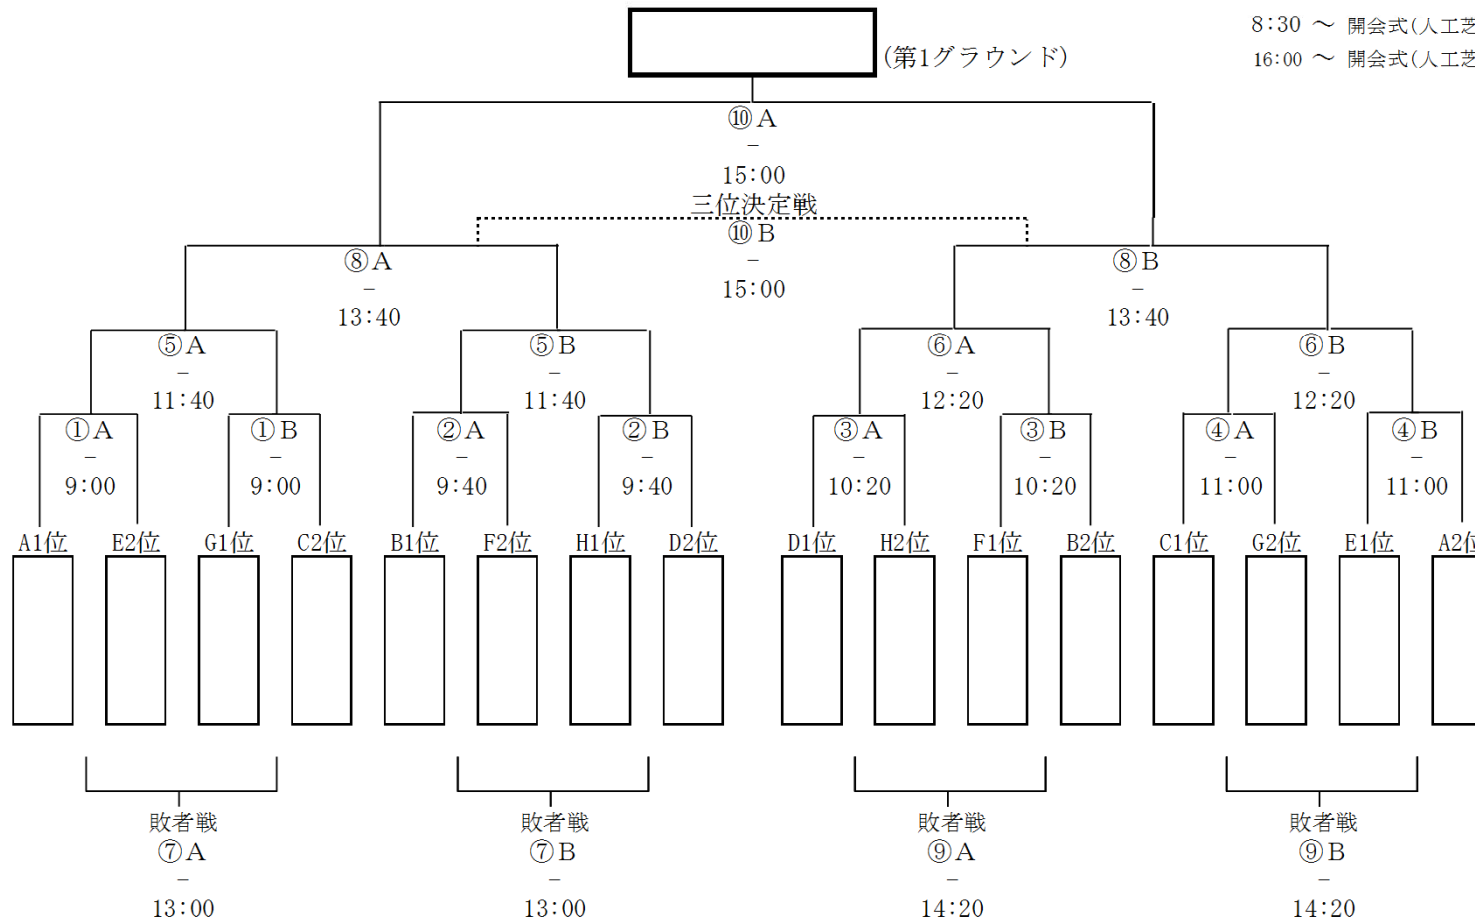 8:30 ～ 開会式(人工芝
(第1グラウンド)
16:00 ～ 開会式(人工芝
⑩A
－
15:00
三位決定戦
⑩B
－
15:00
⑧A ⑧B
－ －
13:40 13:40
⑤A ⑤B ⑥A ⑥B
－ － － －
11:40 11:40 12:20 12:20
①A ①B ②A ②B ③A ③B ④A ④B
－ － － － － － － －
9:00 9:00 9:40 9:40 10:20 10:20 11:00 11:00
A1位 E2位 G1位 C2位 B1位 F2位 H1位 D2位 D1位 H2位 F1位 B2位 C1位 G2位 E1位 A2位
敗者戦 敗者戦 敗者戦 敗者戦
⑦A ⑦B ⑨A ⑨B
－ － － －
13:00 13:00 14:20 14:20